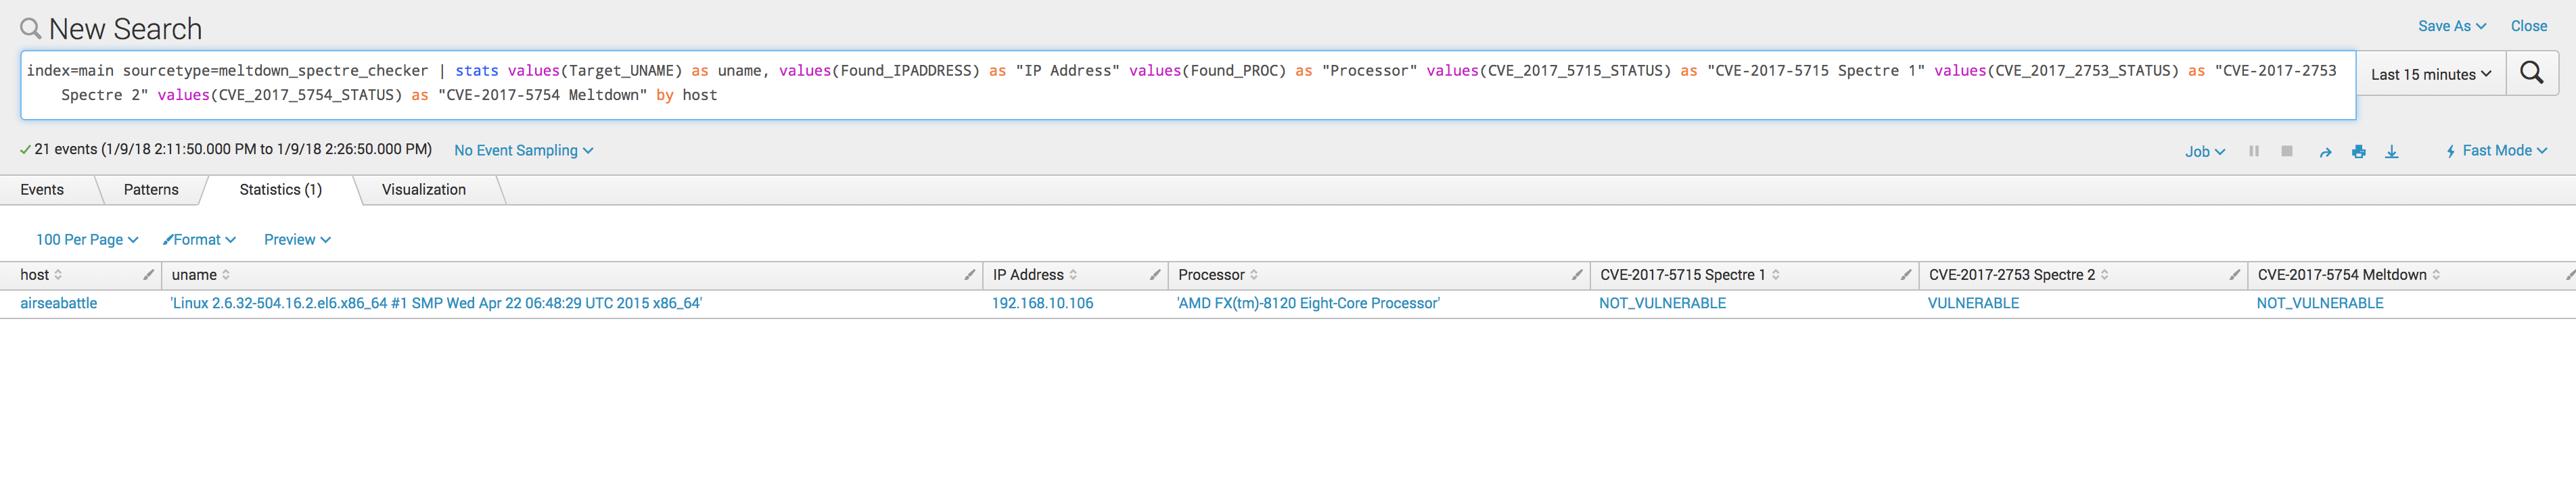 New Search
Save As
Close
index=main sourcetype=meltdown_spectre_checker | stats values(Target_UNAME) as uname, values(Found_IPADDRESS) as "IP Address" values(Found_PROC) as "Processor" values(CVE_2017_5715_STATUS) as "CVE-2017-5715 Spectre 1" values(CVE_2017_2753_STATUS) as "CVE-2017-2753
Spectre 2" values(CVE_2017_5754_STATUS) as "CVE-2017-5754 Meltdown" by host
Last 15 minutes
21 events (1/9/18 2:11:50.000 PM to 1/9/18 2:26:50.000 PM)
No Event Sampling
Job
Fast Mode
Events
Patterns
Statistics (1)
Visualization
100 Per Page
Format
Preview
host
uname
IP Address
Processor
CVE-2017-5715 Spectre 1
CVE-2017-2753 Spectre 2
CVE-2017-5754 Meltdown
airseabattle
'Linux 2.6.32-504.16.2.el6.x86_64 #1 SMP Wed Apr 22 06:48:29 UTC 2015 x86_64'
192.168.10.106
'AMD FX(tm)-8120 Eight-Core Processor'
NOT_VULNERABLE
VULNERABLE
NOT_VULNERABLE